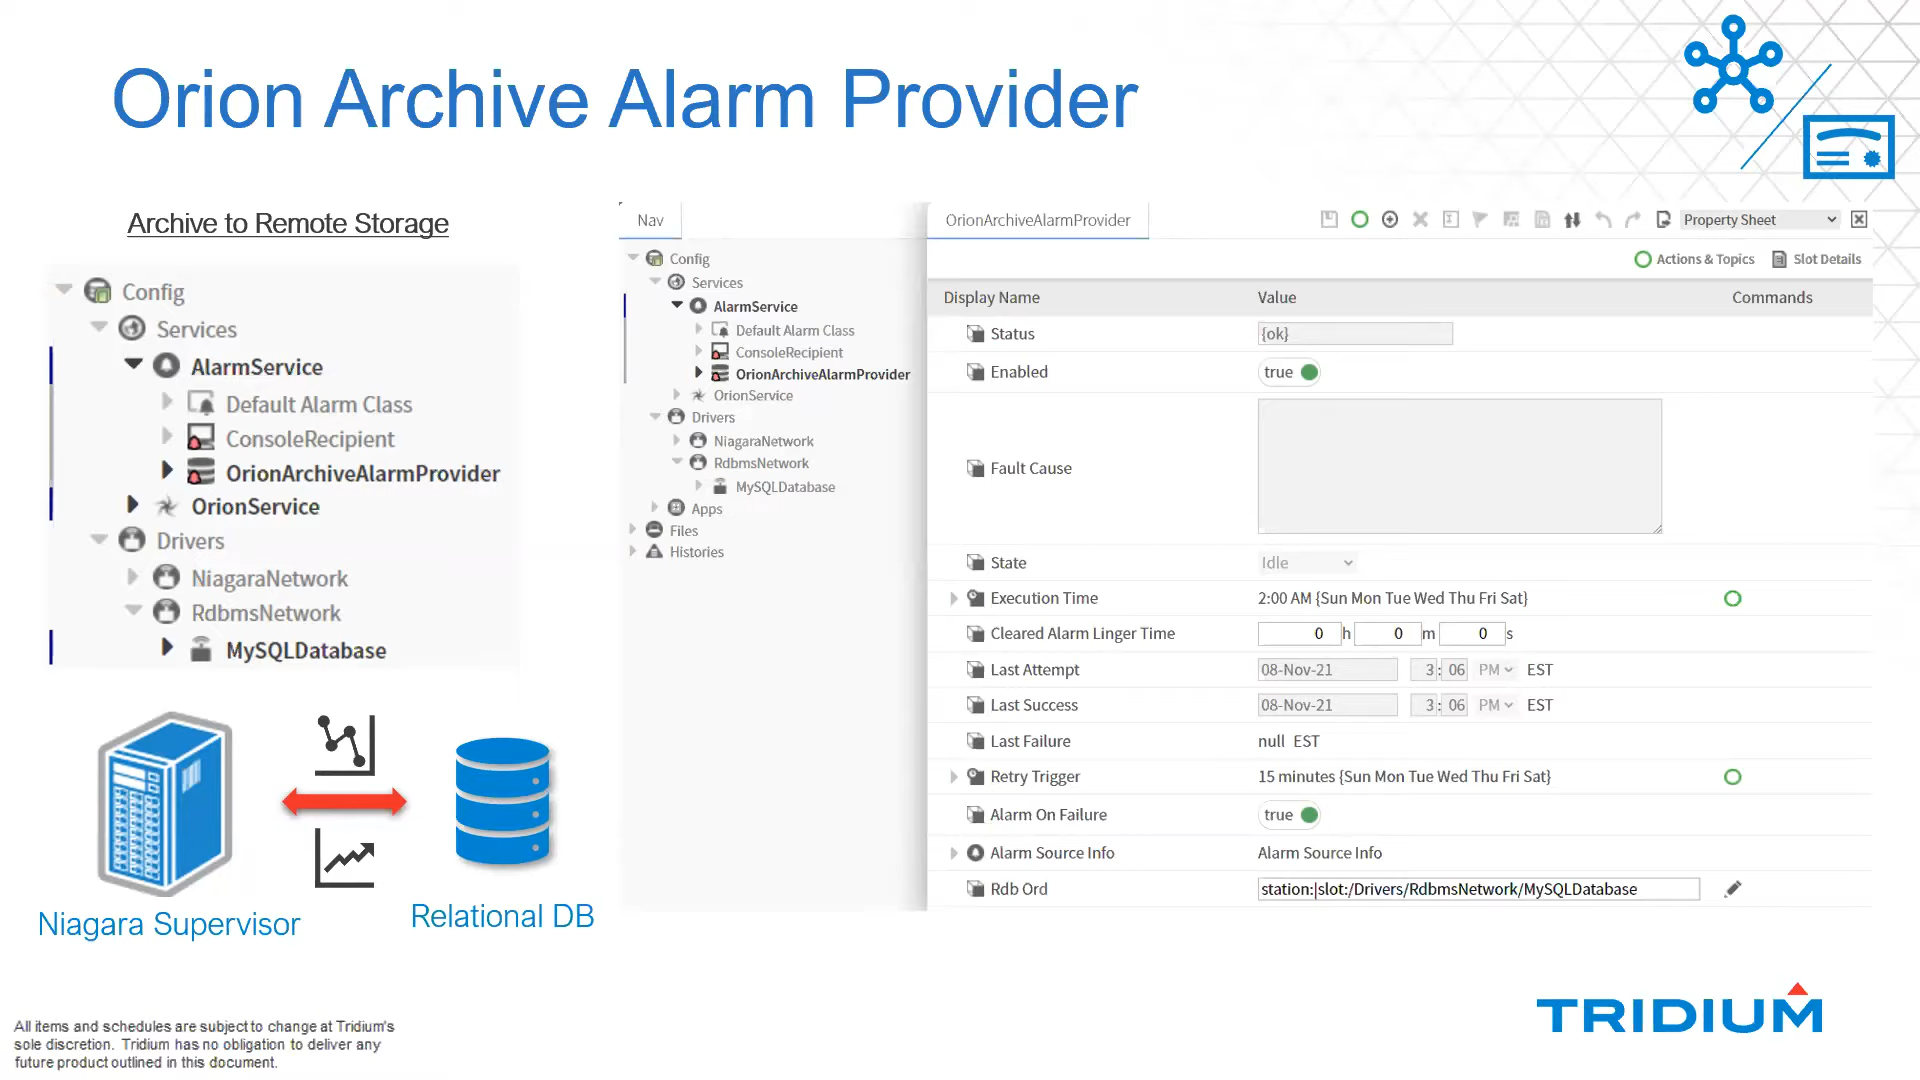 Orion Archive Alarm Provider
Archive to Remote Storage
Config
Services
AlarmService
Default Alarm Class
ConsoleRecipient
OrionArchiveAlarmProvider
OrionService
Drivers
NiagaraNetwork
RdbmsNetwork
MySQLDatabase
Niagara Supervisor
Relational DB
Nav
Config
Services
AlarmService
Default Alarm Class
ConsoleRecipient
OrionArchiveAlarmProvider
OrionService
Drivers
NiagaraNetwork
RdbmsNetwork
MySQLDatabase
Apps
Files
Histories
OrionArchiveAlarmProvider Property Sheet
Actions & Topics Slot Details
Display Name Value Commands
Status {ok}
Enabled true
Fault Cause
State Idle
Execution Time 2:00 AM {Sun Mon Tue Wed Thu Fri Sat}
Cleared Alarm Linger Time 0 h 0 m 0 s
Last Attempt 08-Nov-21 3 : 06 PM EST
Last Success 08-Nov-21 3 : 06 PM EST
Last Failure null EST
Retry Trigger 15 minutes {Sun Mon Tue Wed Thu Fri Sat}
Alarm On Failure true
Alarm Source Info Alarm Source Info
Rdb Ord station:|slot:/Drivers/RdbmsNetwork/MySQLDatabase
All items and schedules are subject to change at Tridium's
sole discretion. Tridium has no obligation to deliver any
future product outlined in this document.
TRIDIUM